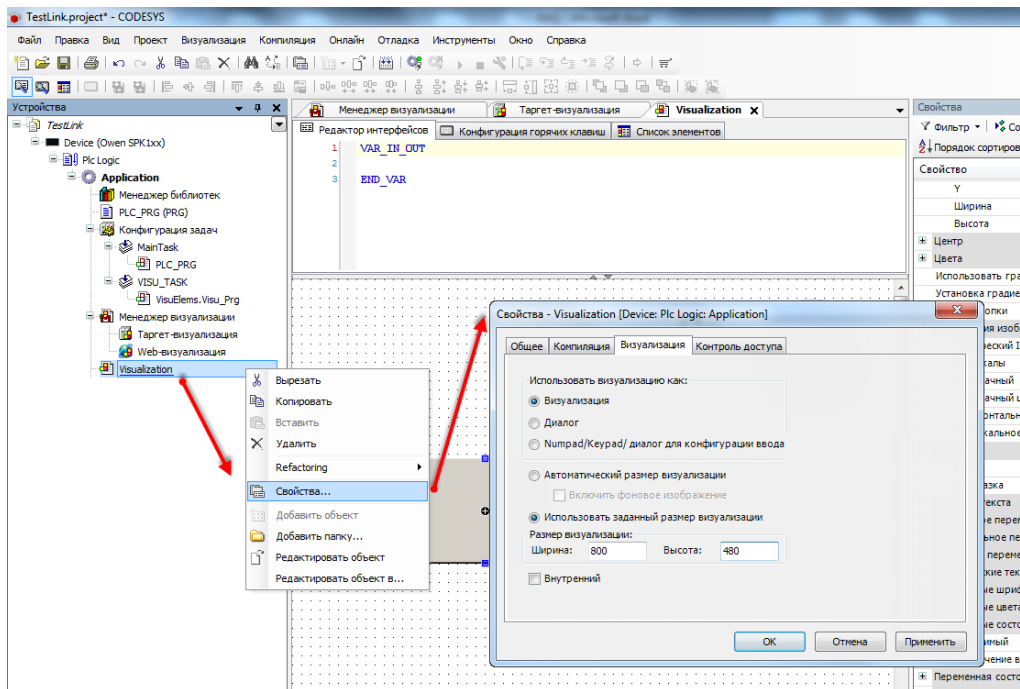 TestLink.project* - CODESYS
Файл Правка Вид Проект Визуализация Компиляция Онлайн Отладка Инструменты Окно Справка
Устройства
TestLink
Device (Owen SPK1xx)
Plc Logic
Application
Менеджер библиотек
PLC_PRG (PRG)
Конфигурация задач
MainTask
PLC_PRG
VISU_TASK
VisuElems.Visu_Prg
Менеджер визуализации
Таргет-визуализация
Web-визуализация
Visualization
Менеджер визуализации Таргет-визуализация Visualization
Редактор интерфейсов Конфигурация горячих клавиш Список элементов
1 VAR_IN_OUT
2
3 END_VAR
Вырезать
Копировать
Вставить
Удалить
Refactoring
Свойства...
Добавить объект
Добавить папку...
Редактировать объект
Редактировать объект в...
Свойства - Visualization [Device: Plc Logic: Application]
Общее Компиляция Визуализация Контроль доступа
Использовать визуализацию как:
Визуализация
Диалог
Numpad/Keypad/ диалог для конфигурации ввода
Автоматический размер визуализации
Включить фоновое изображение
Использовать заданный размер визуализации
Размер визуализации:
Ширина: 800 Высота: 480
Внутренний
OK Отмена Применить
Свойства
Фильтр Со
Порядок сортиров
Свойство
Y
Ширина
Высота
Центр
Цвета
Использовать гра
Установка градие
Переменная состо